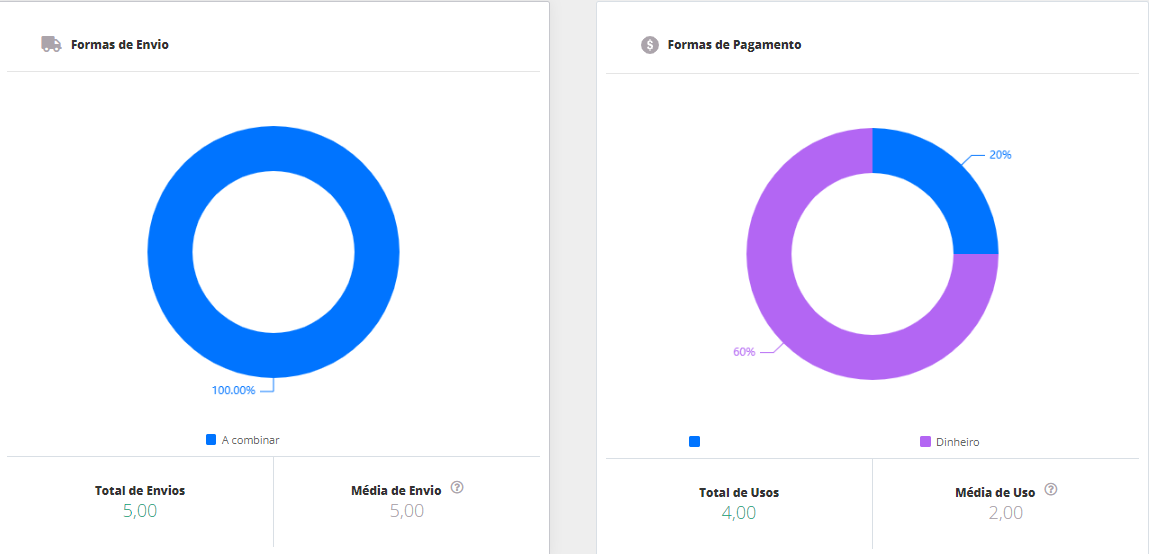 Formas de Envio
100.00%
A combinar
Total de Envios
5,00
Média de Envio ?
5,00
$ Formas de Pagamento
20%
60%
Dinheiro
Total de Usos
4,00
Média de Uso ?
2,00